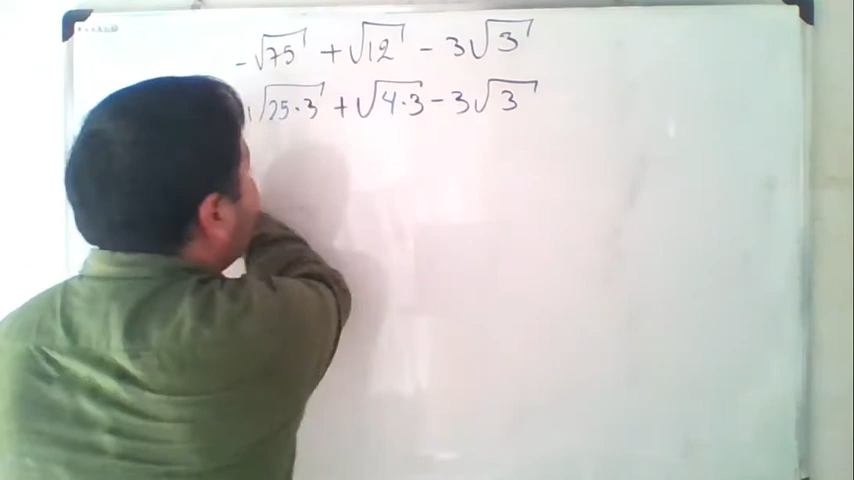 -√75 + √12 - 3√3
√25·3 + √4·3 - 3√3